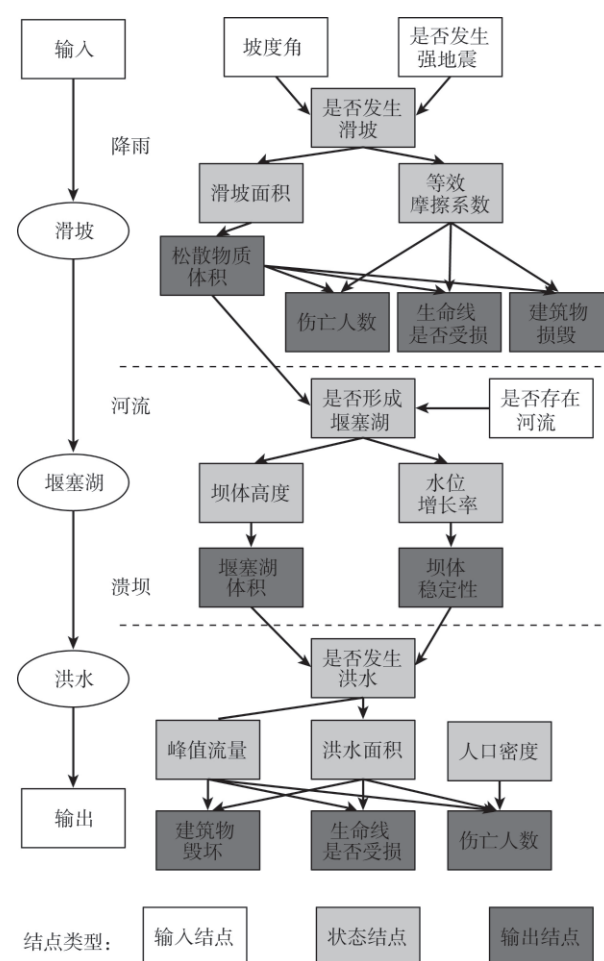 输入
坡度角
是否发生
强地震
降雨
是否发生
滑坡
滑坡面积
等效
摩擦系数
滑坡
松散物质
体积
伤亡人数
生命线
是否受损
建筑物
损毁
河流
是否形成
堰塞湖
是否存在
河流
堰塞湖
坝体高度
水位
增长率
溃坝
堰塞湖
体积
坝体
稳定性
洪水
是否发生
洪水
峰值流量
洪水面积
人口密度
输出
建筑物
毁坏
生命线
是否受损
伤亡人数
结点类型：
输入结点
状态结点
输出结点